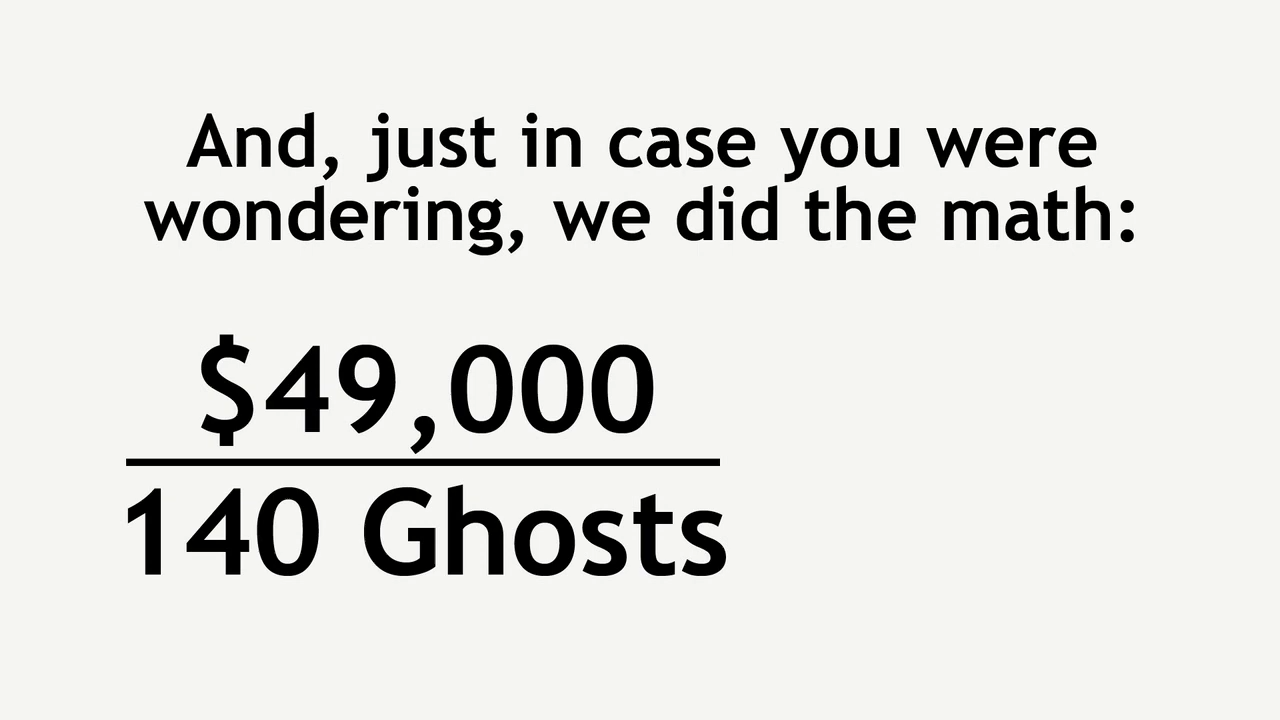 And, just in case you were
wondering, we did the math:
$49,000
140 Ghosts